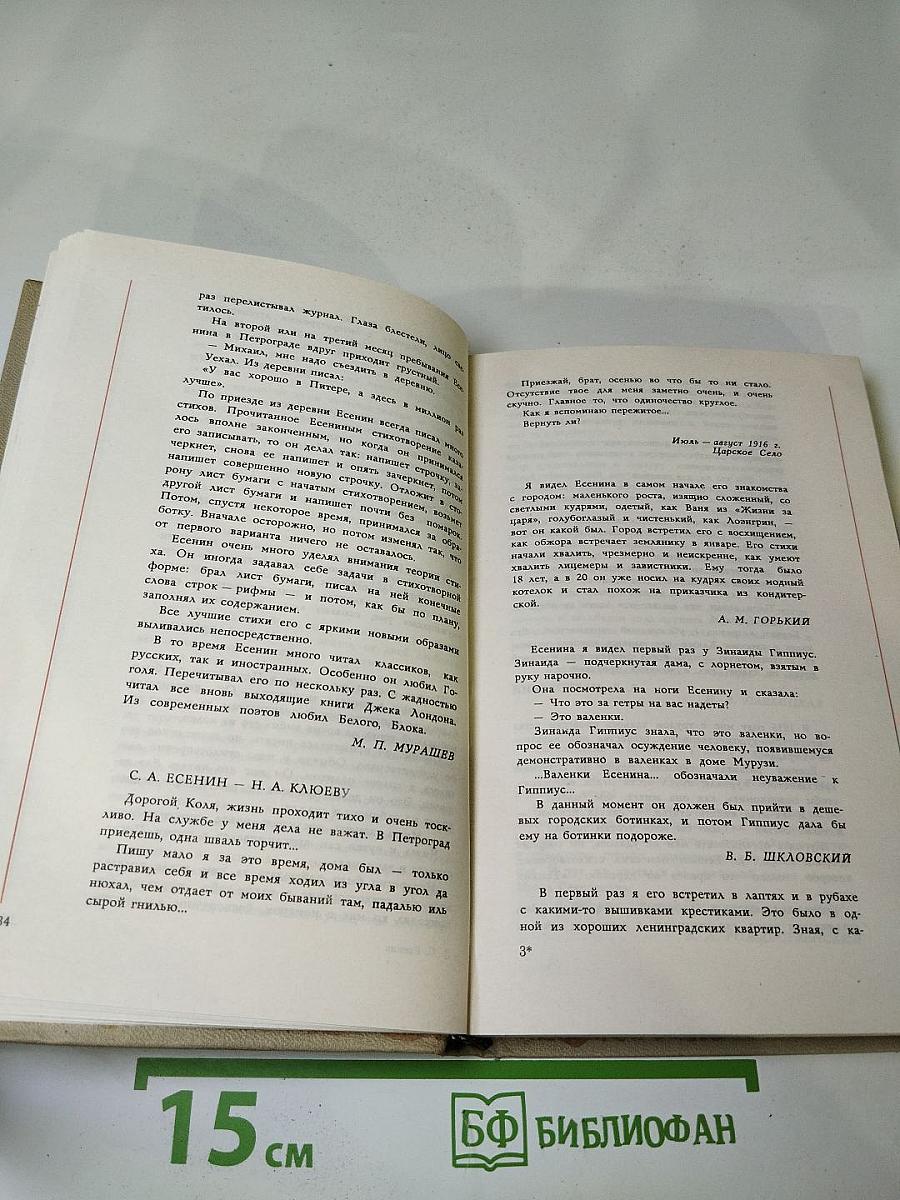 раз перелистывал журнал. Глаза блестели, лицо све-
тилось.
На второй или на третий месяц пребывания Есе-
нина в Петрограде вдруг приходит грустный.
— Михаил, мне надо съездить в деревню.
Уехал. Из деревни писал:
«У вас хорошо в Питере, а здесь в миллион раз
лучше».
По приезде из деревни Есенин всегда писал много
стихов. Прочитанное Есениным стихотворение каза-
лось вполне законченным, но когда он принимался
его записывать, то он делал так: напишет строчку, за-
черкнет, снова ее напишет и опять зачеркнет, потом
напишет совершенно новую строчку. Отложит в сто-
рону лист бумаги с начатым стихотворением, возьмет
другой лист бумаги и напишет почти без помарок.
Потом, спустя некоторое время, принимался за обра-
ботку. Вначале осторожно, но потом изменял так, что
от первого варианта ничего не оставалось.
Есенин очень много уделял внимания теории сти-
ха. Он иногда задавал себе задачи в стихотворной
форме: брал лист бумаги, писал на ней конечные
слова строк — рифмы — и потом, как бы по плану,
заполнял их содержанием.
Все лучшие стихи его с яркими новыми образами
выливались непосредственно.
В то время Есенин много читал классиков, как
русских, так и иностранных. Особенно он любил Го-
голя. Перечитывал его по нескольку раз. С жадностью
читал все вновь выходящие книги Джека Лондона.
Из современных поэтов любил Белого, Блока.
М. П. МУРАШЕВ
С. А. ЕСЕНИН — Н. А. КЛЮЕВУ
Дорогой Коля, жизнь проходит тихо и очень тоск-
ливо. На службе у меня дела не важат. В Петроград
приедешь, одна шваль торчит...
Пишу мало я за это время, дома был — только
растравил себя и все время ходил из угла в угол да
нюхал, чем отдает от моих бываний там, падалью иль
сырой гнилью...
34
Приезжай, брат, осенью во что бы то ни стало.
Отсутствие твое для меня заметно очень, и очень
скучно. Главное то, что одиночество круглое.
Как я вспоминаю пережитое...
Вернуть ли?
Июль — август 1916 г.
Царское Село
Я видел Есенина в самом начале его знакомства
с городом: маленького роста, изящно сложенный, со
светлыми кудрями, одетый, как Ваня из «Жизни за
царя», голубоглазый и чистенький, как Лоэнгрин, —
вот он какой был. Город встретил его с восхищением,
как обжора встречает землянику в январе. Его стихи
начали хвалить, чрезмерно и неискренне, как умеют
хвалить лицемеры и завистники. Ему тогда было
18 лет, а в 20 он уже носил на кудрях своих модный
котелок и стал похож на приказчика из кондитер-
ской.
А. М. ГОРЬКИЙ
Есенина я видел первый раз у Зинаиды Гиппиус.
Зинаида — подчеркнутая дама, с лорнетом, взятым в
руку нарочно.
Она посмотрела на ноги Есенину и сказала:
— Что это за гетры на вас надеты?
— Это валенки.
Зинаида Гиппиус знала, что это валенки, но во-
прос ее обозначал осуждение человеку, появившемуся
демонстративно в валенках в доме Мурузи.
...Валенки Есенина... обозначали неуважение к
Гиппиус...
В данный момент он должен был прийти в деше-
вых городских ботинках, и потом Гиппиус дала бы
ему на ботинки подороже.
В. Б. ШКЛОВСКИЙ
В первый раз я его встретил в лаптях и в рубахе
с какими-то вышивками крестиками. Это было в од-
ной из хороших ленинградских квартир. Зная, с ка-
3*
15 см
БФ БИБЛИОФАН